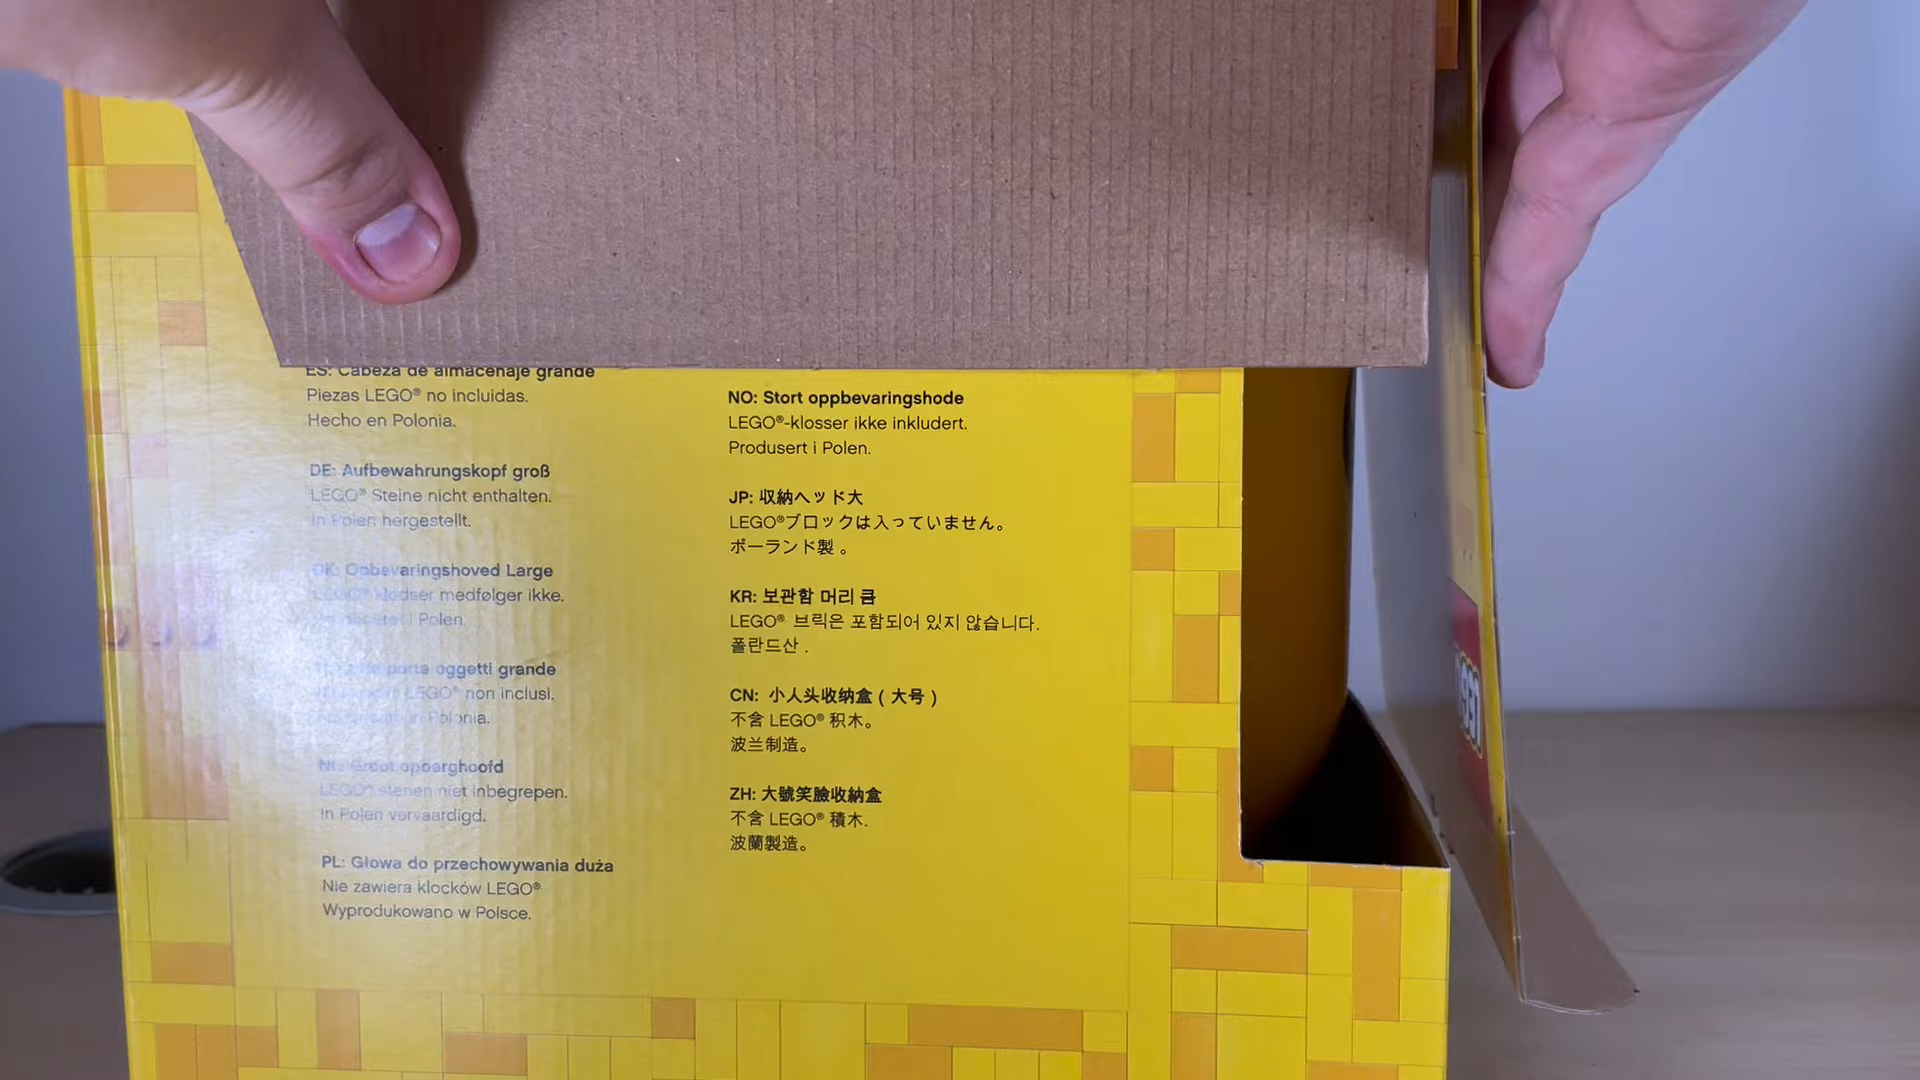 ES: Cabeza de almacenaje grande
Piezas LEGO® no incluidas.
Hecho en Polonia.
DE: Aufbewahrungskopf groß
LEGO® Steine nicht enthalten.
In Polen hergestellt.
DK: Opbevaringshoved Large
LEGO® klodser medfølger ikke.
i Polen.
porta oggetti grande
LEGO® non inclusi.
Polonia.
NL: Groot opberghoofd
LEGO® stenen niet inbegrepen.
In Polen vervaardigd.
PL: Głowa do przechowywania duża
Nie zawiera klocków LEGO®
Wyprodukowano w Polsce.
NO: Stort oppbevaringshode
LEGO®-klosser ikke inkludert.
Produsert i Polen.
JP: 収納ヘッド大
LEGO®ブロックは入っていません。
ポーランド製 。
KR: 보관함 머리 큼
LEGO® 브릭은 포함되어 있지 않습니다.
폴란드산 .
CN: 小人头收纳盒 ( 大号 )
不含 LEGO® 积木。
波兰制造。
ZH: 大號笑臉收納盒
不含 LEGO® 積木.
波蘭製造。